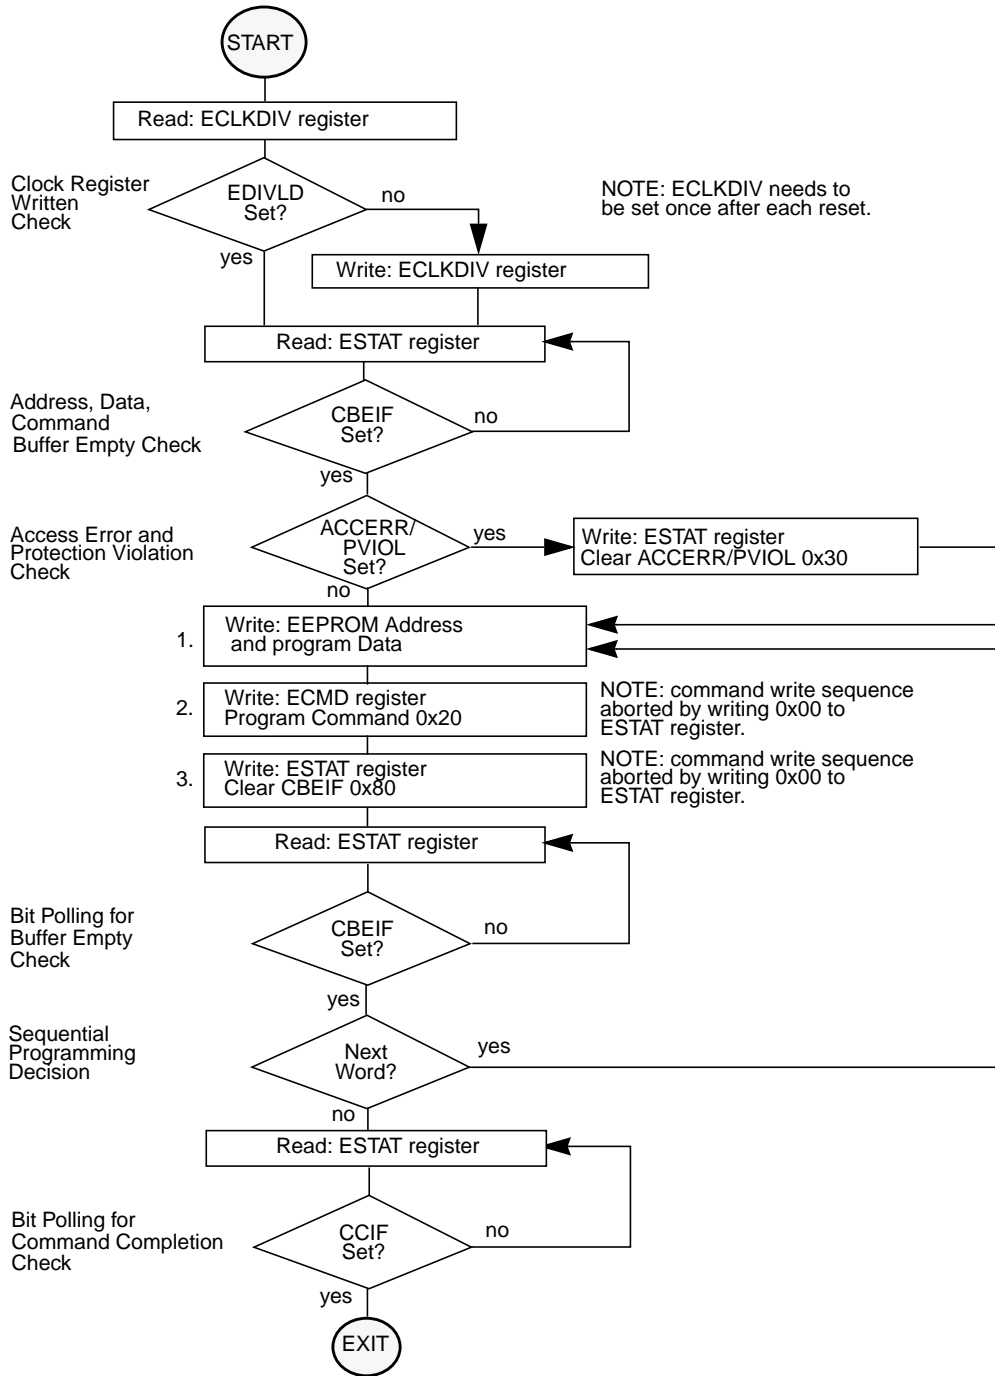 START
Read: ECLKDIV register
Clock Register
Written
Check
EDIVLD
Set?
no
yes
NOTE: ECLKDIV needs to
be set once after each reset.
Write: ECLKDIV register
Read: ESTAT register
Address, Data,
Command
Buffer Empty Check
CBEIF
Set?
no
yes
Access Error and
Protection Violation
Check
ACCERR/
PVIOL
Set?
yes
no
Write: ESTAT register
Clear ACCERR/PVIOL 0x30
1.
Write: EEPROM Address
and program Data
2.
Write: ECMD register
Program Command 0x20
NOTE: command write sequence
aborted by writing 0x00 to
ESTAT register.
3.
Write: ESTAT register
Clear CBEIF 0x80
NOTE: command write sequence
aborted by writing 0x00 to
ESTAT register.
Read: ESTAT register
Bit Polling for
Buffer Empty
Check
CBEIF
Set?
no
yes
Sequential
Programming
Decision
Next
Word?
yes
no
Read: ESTAT register
Bit Polling for
Command Completion
Check
CCIF
Set?
no
yes
EXIT